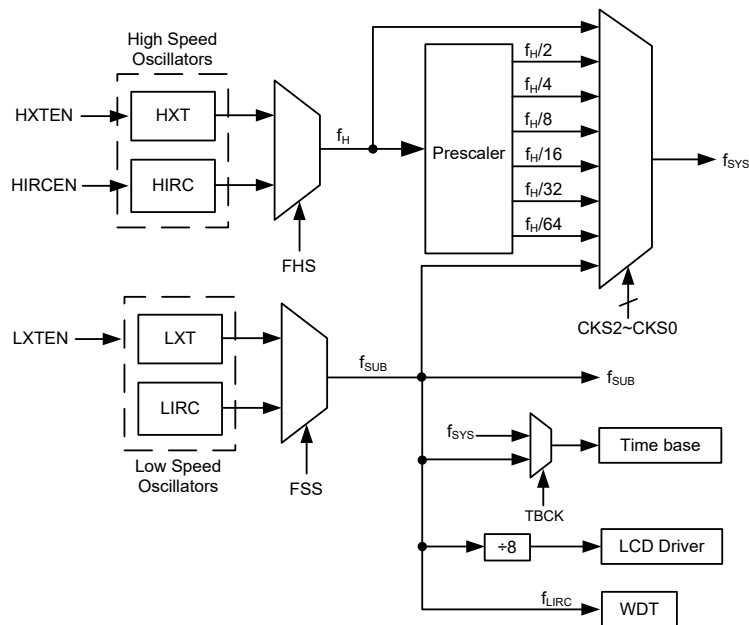 High Speed
Oscillators
HXTEN
HXT
HIRCEN
HIRC
FHS
fH
Prescaler
fH/2
fH/4
fH/8
fH/16
fH/32
fH/64
fSYS
CKS2~CKS0
LXTEN
LXT
LIRC
Low Speed
Oscillators
FSS
fSUB
fSUB
fSYS
TBCK
Time base
÷8
LCD Driver
fLIRC
WDT